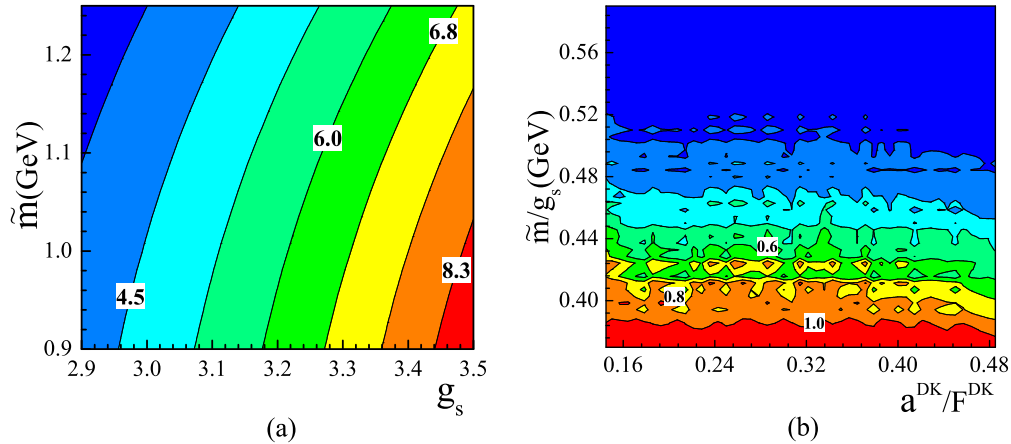 1.2
1.1
1.0
0.9
m̃(GeV)
6.8
6.0
8.3
4.5
2.9 3.0 3.1 3.2 3.3 3.4 3.5
g_s
(a)
0.56
0.52
0.48
0.44
0.40
m̃/g_s(GeV)
0.6
0.8
1.0
0.16 0.24 0.32 0.40 0.48
a^DK/F^DK
(b)